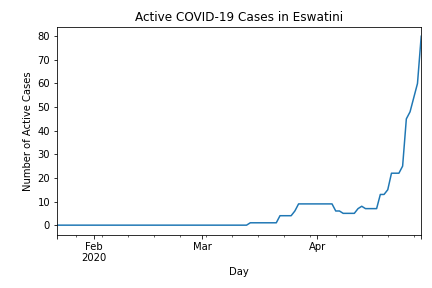 Active COVID-19 Cases in Eswatini
Number of Active Cases
80
70
60
50
40
30
20
10
0
Feb
2020
Mar
Apr
Day